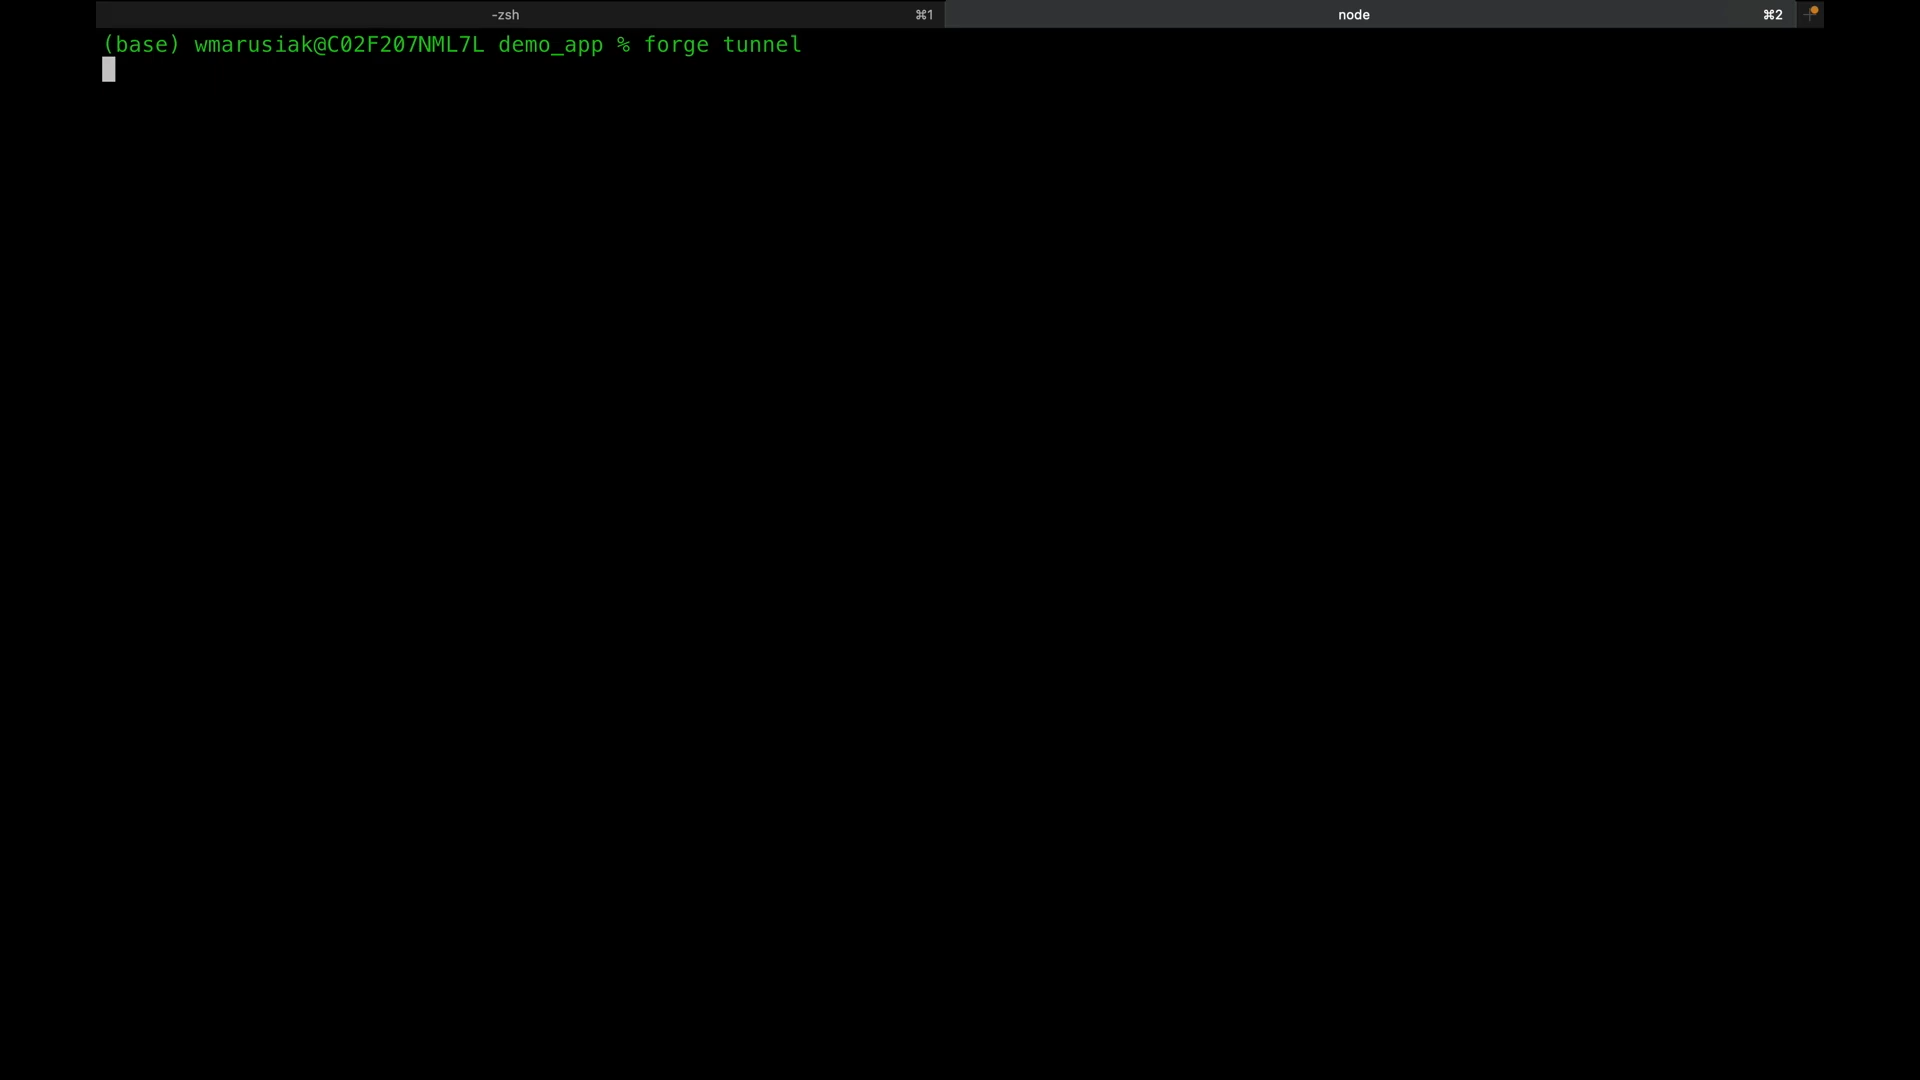 -zsh ⌘1 node ⌘2
(base) wmarusiak@C02F207NML7L demo_app % forge tunnel